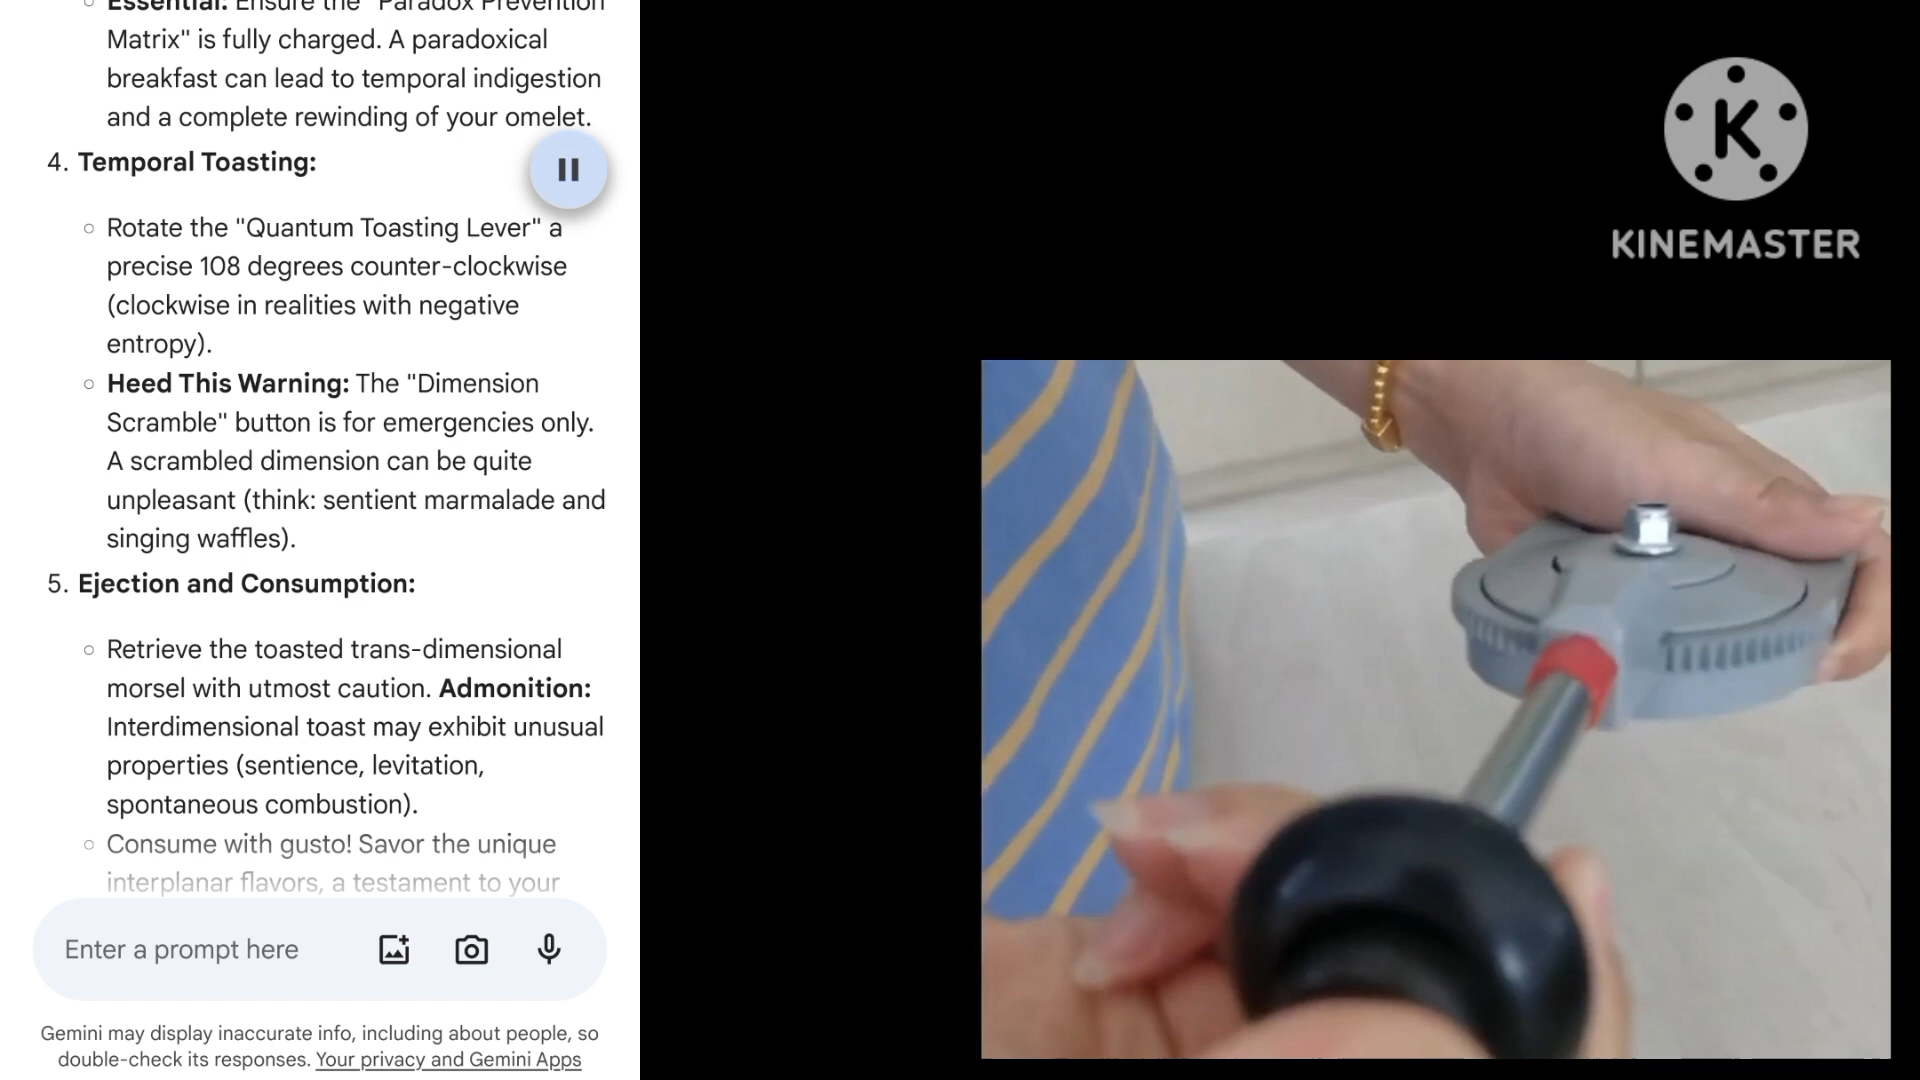 Essential: Ensure the "Paradox Prevention
Matrix" is fully charged. A paradoxical
breakfast can lead to temporal indigestion
and a complete rewinding of your omelet.
4. Temporal Toasting:
Rotate the "Quantum Toasting Lever" a
precise 108 degrees counter-clockwise
(clockwise in realities with negative
entropy).
Heed This Warning: The "Dimension
Scramble" button is for emergencies only.
A scrambled dimension can be quite
unpleasant (think: sentient marmalade and
singing waffles).
5. Ejection and Consumption:
Retrieve the toasted trans-dimensional
morsel with utmost caution. Admonition:
Interdimensional toast may exhibit unusual
properties (sentience, levitation,
spontaneous combustion).
Consume with gusto! Savor the unique
interplanar flavors, a testament to your
Enter a prompt here
Gemini may display inaccurate info, including about people, so
double-check its responses. Your privacy and Gemini Apps
K
KINEMASTER